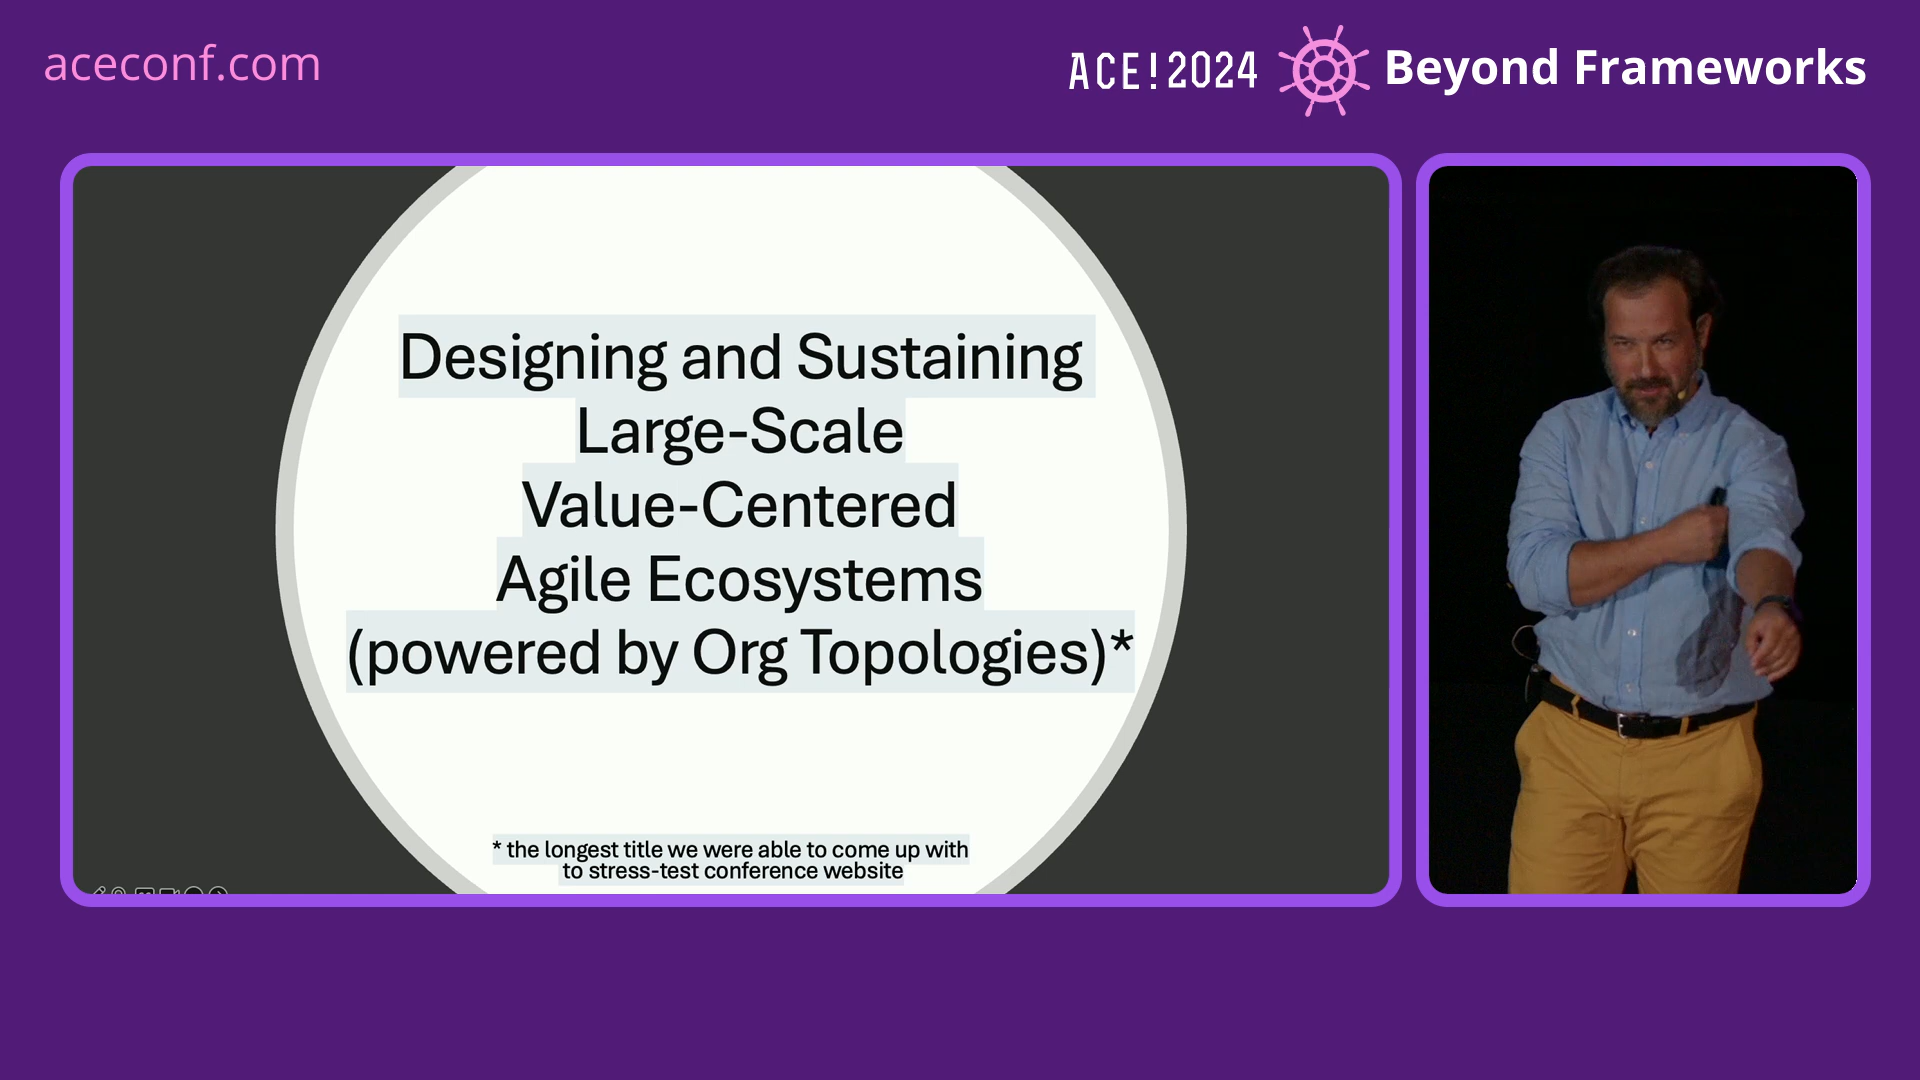 aceconf.com
ACE!2024 Beyond Frameworks
Designing and Sustaining
Large-Scale
Value-Centered
Agile Ecosystems
(powered by Org Topologies)*
* the longest title we were able to come up with
to stress-test conference website